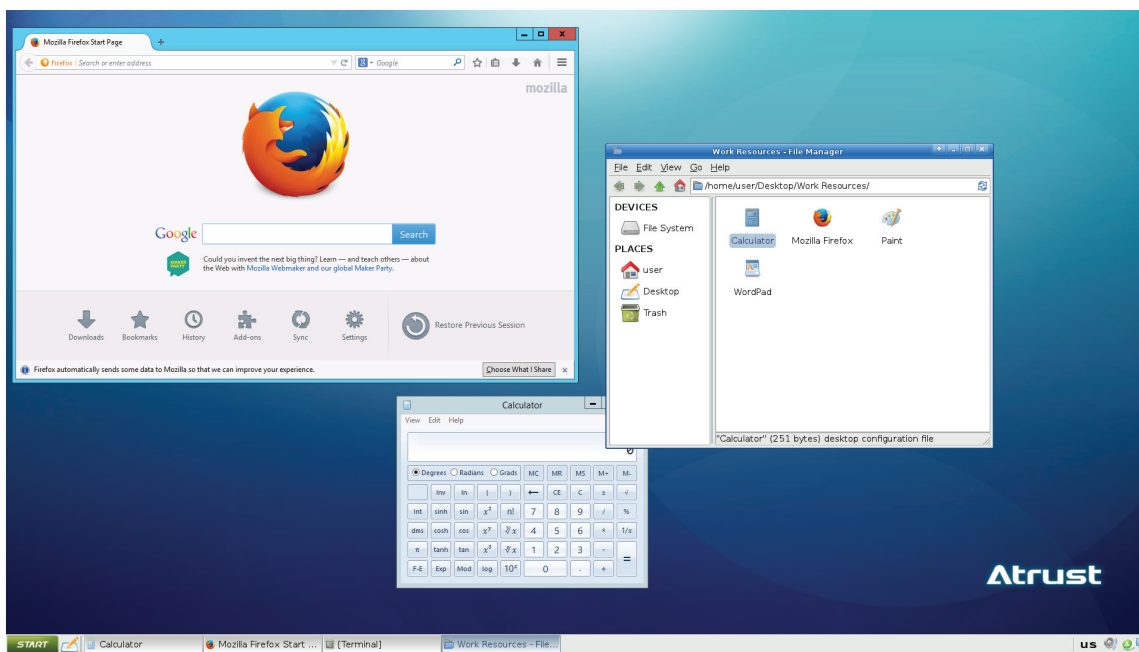 Mozilla Firefox Start Page
+
Firefox Search or enter address
Google
mozilla
Google
Search
MAKER PARTY
Could you invent the next big thing? Learn — and teach others — about
the Web with Mozilla Webmaker and our global Maker Party.
Downloads Bookmarks History Add-ons Sync Settings
Restore Previous Session
Firefox automatically sends some data to Mozilla so that we can improve your experience.
Choose What I Share
Work Resources - File Manager
File Edit View Go Help
/home/user/Desktop/Work Resources/
DEVICES
File System
PLACES
user
Desktop
Trash
Calculator Mozilla Firefox Paint
WordPad
"Calculator" (251 bytes) desktop configuration file
Calculator
View Edit Help
0
Degrees Radians Grads MC MR MS M+ M-
Inv ln ( ) ← CE C ± √
Int sinh sin x² n! 7 8 9 / %
dms cosh cos xʸ ʸ√x 4 5 6 * 1/x
π tanh tan x³ ³√x 1 2 3 - =
F-E Exp Mod log 10ˣ 0 . +
Atrust
START
Calculator
Mozilla Firefox Start ...
[Terminal]
Work Resources - File...
us